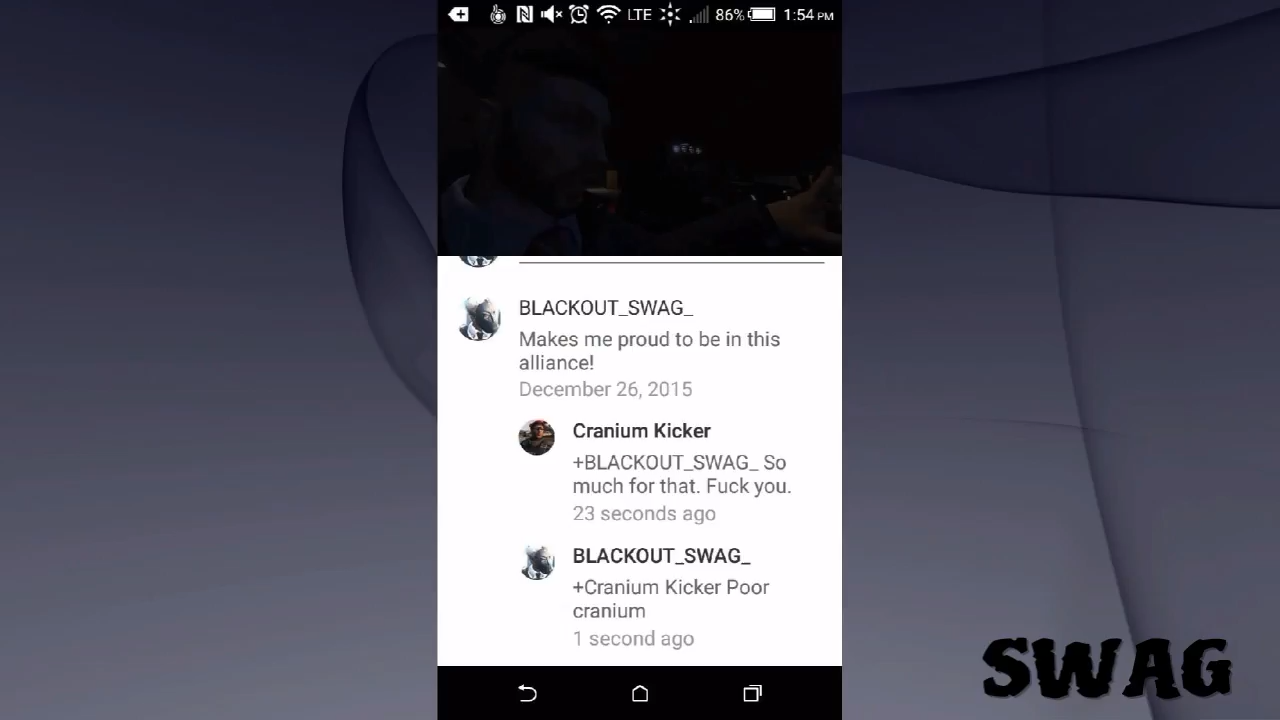 LTE 86% 1:54 PM
BLACKOUT_SWAG_
Makes me proud to be in this
alliance!
December 26, 2015
Cranium Kicker
+BLACKOUT_SWAG_ So
much for that. Fuck you.
23 seconds ago
BLACKOUT_SWAG_
+Cranium Kicker Poor
cranium
1 second ago
SWAG